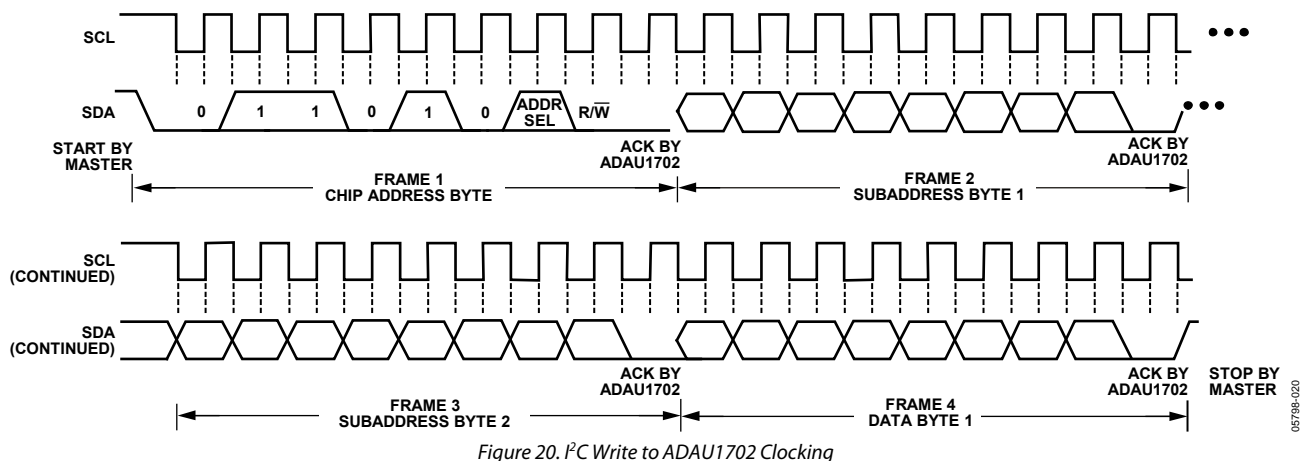 SCL
SDA
0 1 1 0 1 0 ADDR SEL R/W̅
START BY MASTER
ACK BY ADAU1702
ACK BY ADAU1702
FRAME 1
CHIP ADDRESS BYTE
FRAME 2
SUBADDRESS BYTE 1
SCL
(CONTINUED)
SDA
(CONTINUED)
ACK BY ADAU1702
ACK BY ADAU1702
STOP BY MASTER
FRAME 3
SUBADDRESS BYTE 2
FRAME 4
DATA BYTE 1
05798-020
Figure 20. I²C Write to ADAU1702 Clocking